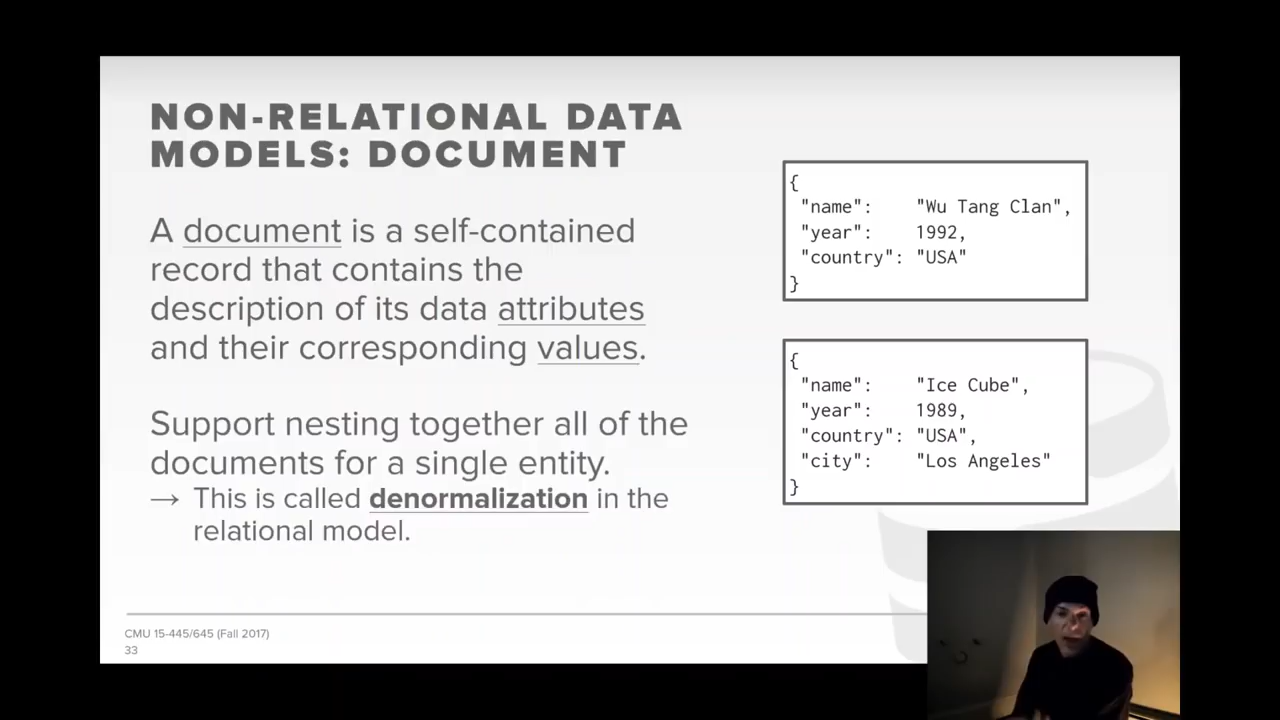 NON-RELATIONAL DATA
MODELS: DOCUMENT
A document is a self-contained
record that contains the
description of its data attributes
and their corresponding values.
Support nesting together all of the
documents for a single entity.
→ This is called denormalization in the
relational model.
{
"name": "Wu Tang Clan",
"year": 1992,
"country": "USA"
}
{
"name": "Ice Cube",
"year": 1989,
"country": "USA",
"city": "Los Angeles"
}
CMU 15-445/645 (Fall 2017)
33